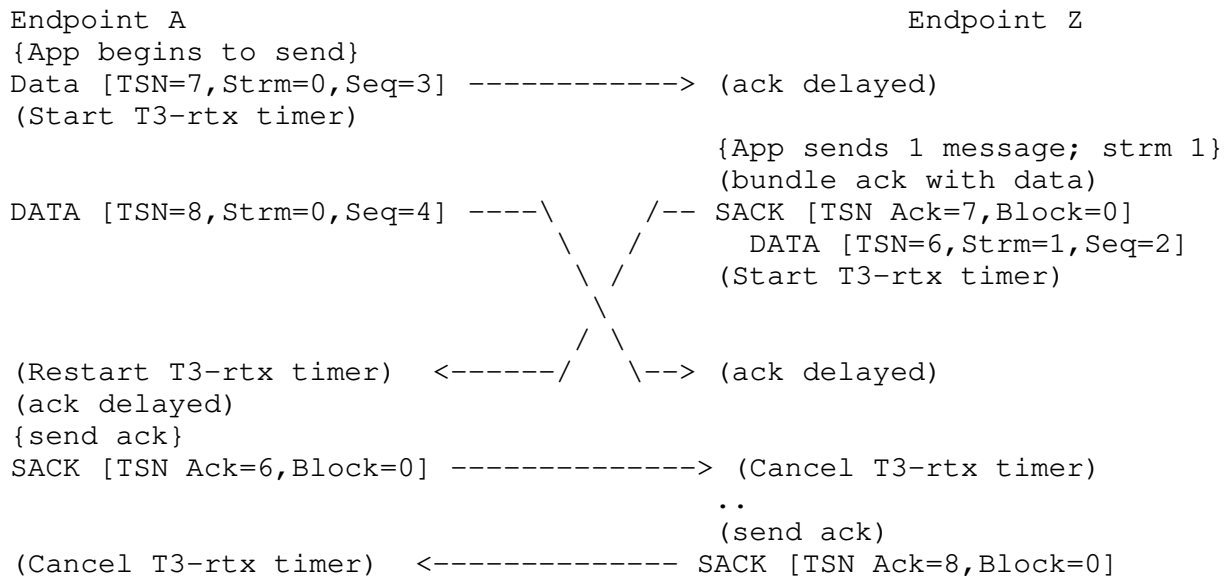 Endpoint A                                         Endpoint Z
{App begins to send}
Data [TSN=7,Strm=0,Seq=3] ------------> (ack delayed)
(Start T3-rtx timer)
                                        {App sends 1 message; strm 1}
                                        (bundle ack with data)
DATA [TSN=8,Strm=0,Seq=4] ----\     /-- SACK [TSN Ack=7,Block=0]
                               \   /      DATA [TSN=6,Strm=1,Seq=2]
                                \ /     (Start T3-rtx timer)
                                 \
                                / \
(Restart T3-rtx timer)  <------/   \--> (ack delayed)
(ack delayed)
{send ack}
SACK [TSN Ack=6,Block=0] --------------> (Cancel T3-rtx timer)
                                        ..
                                        (send ack)
(Cancel T3-rtx timer)  <-------------- SACK [TSN Ack=8,Block=0]